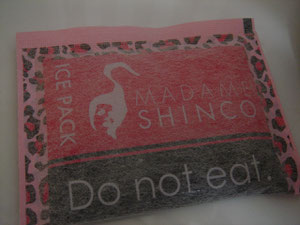 ICE PACK
MADAME
SHINCO
Do not eat.